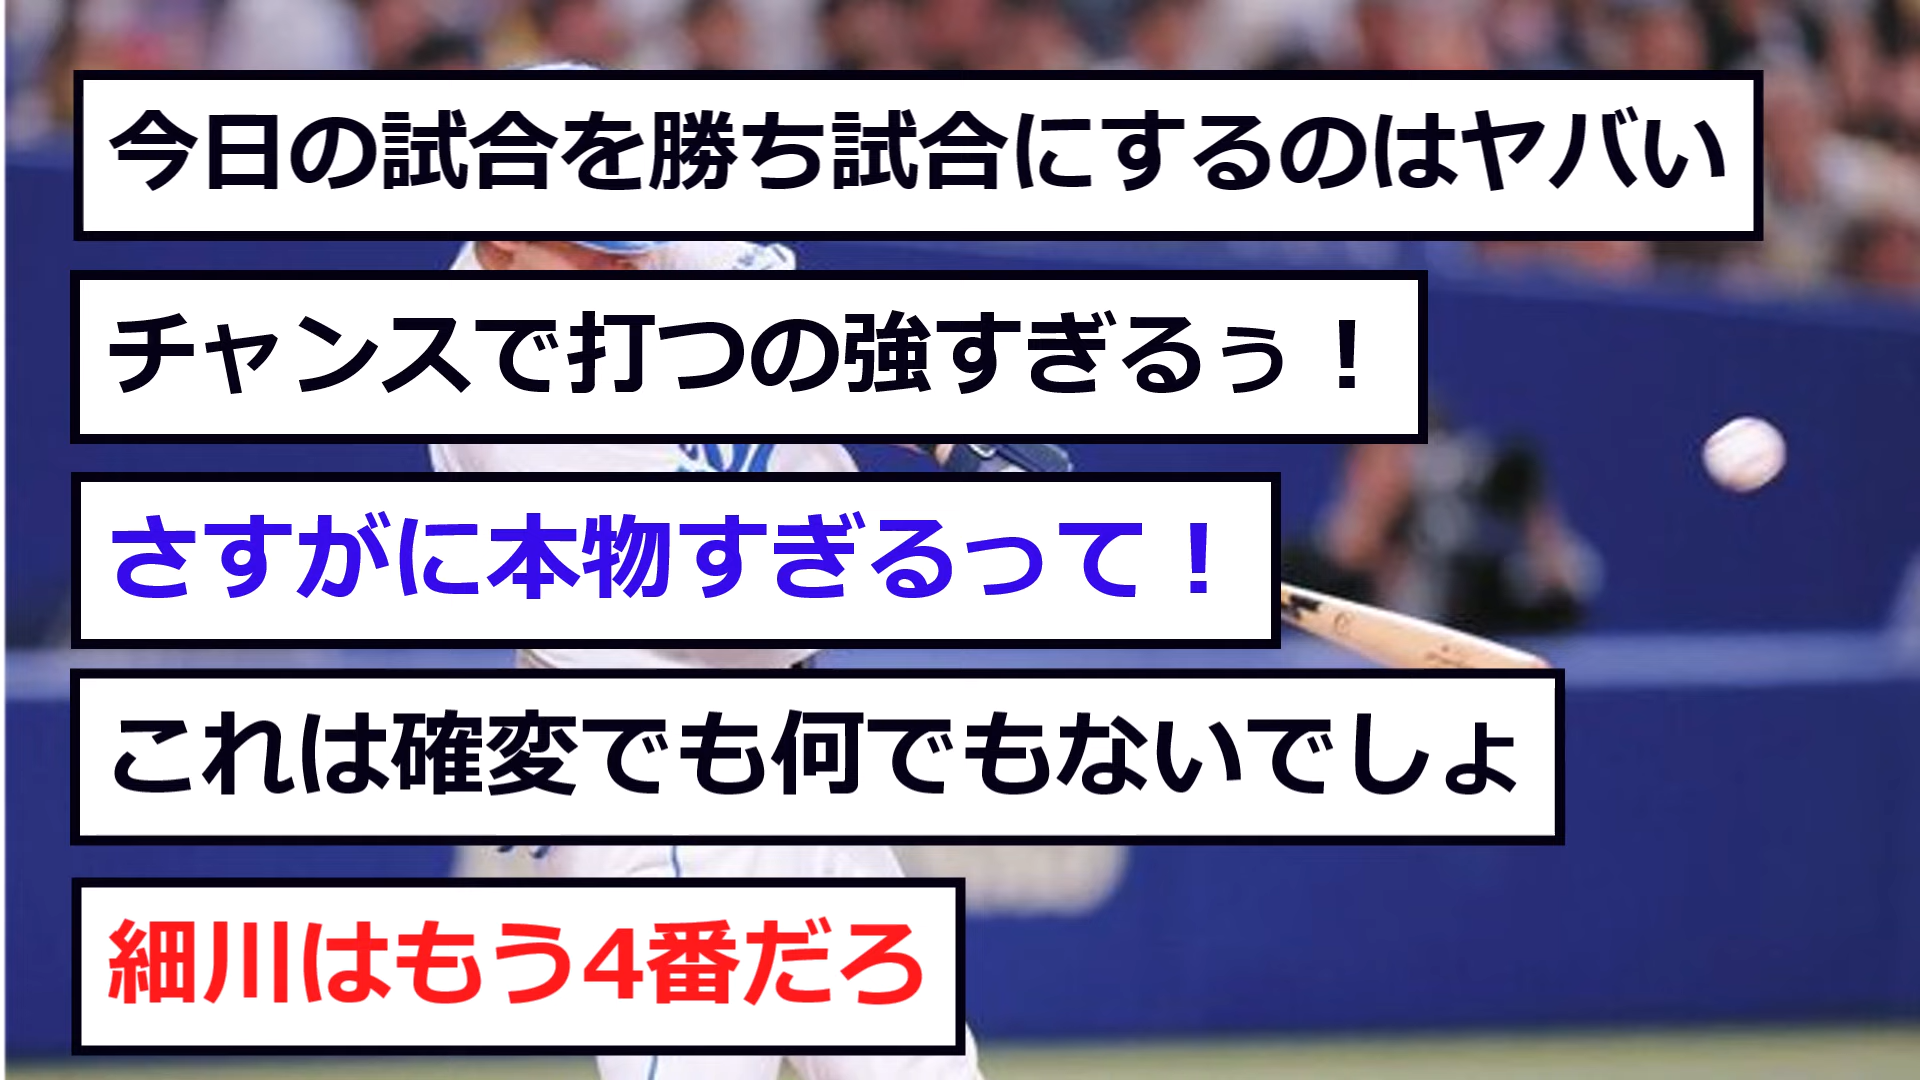 今日の試合を勝ち試合にするのはヤバい
チャンスで打つの強すぎるぅ！
さすがに本物すぎるって！
これは確変でも何でもないでしょ
細川はもう4番だろ